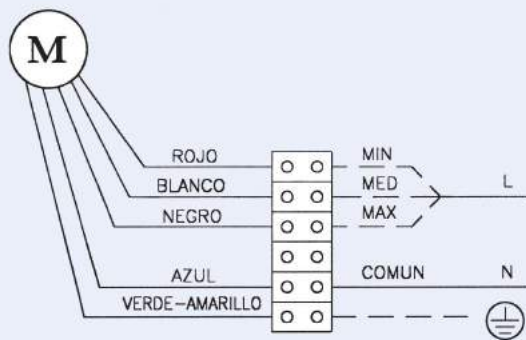 M
ROJO MIN
BLANCO MED L
NEGRO MAX
AZUL COMUN N
VERDE-AMARILLO